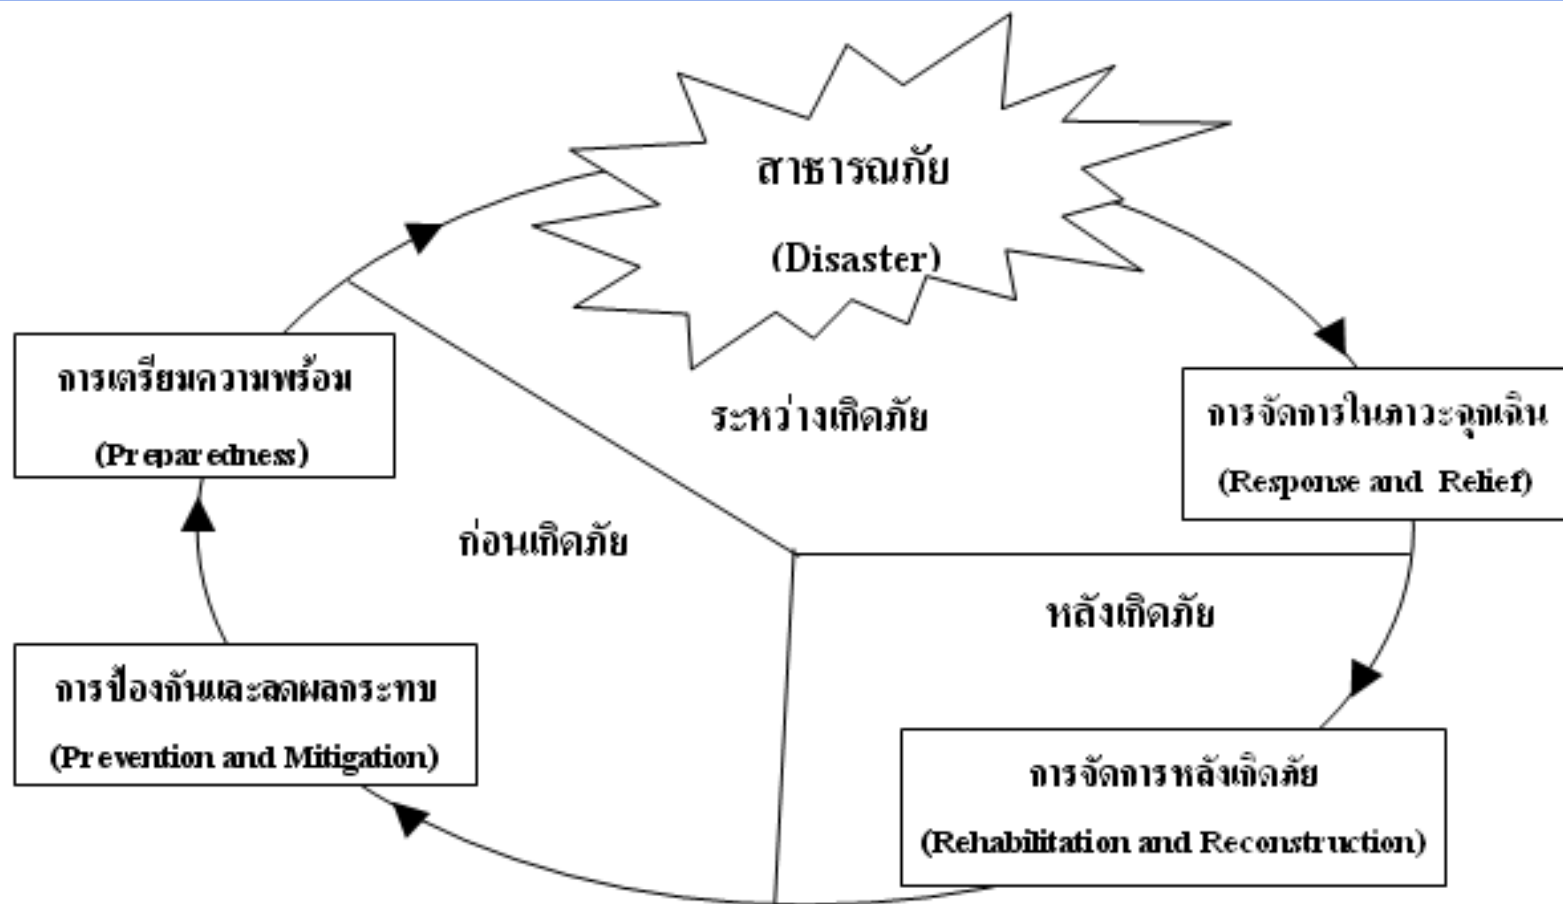 สาธารณภัย
(Disaster)
การเตรียมความพร้อม
(Preparedness)
ระหว่างเกิดภัย
การจัดการในภาวะฉุกเฉิน
(Response and Relief)
ก่อนเกิดภัย
หลังเกิดภัย
การป้องกันและลดผลกระทบ
(Prevention and Mitigation)
การจัดการหลังเกิดภัย
(Rehabilitation and Reconstruction)